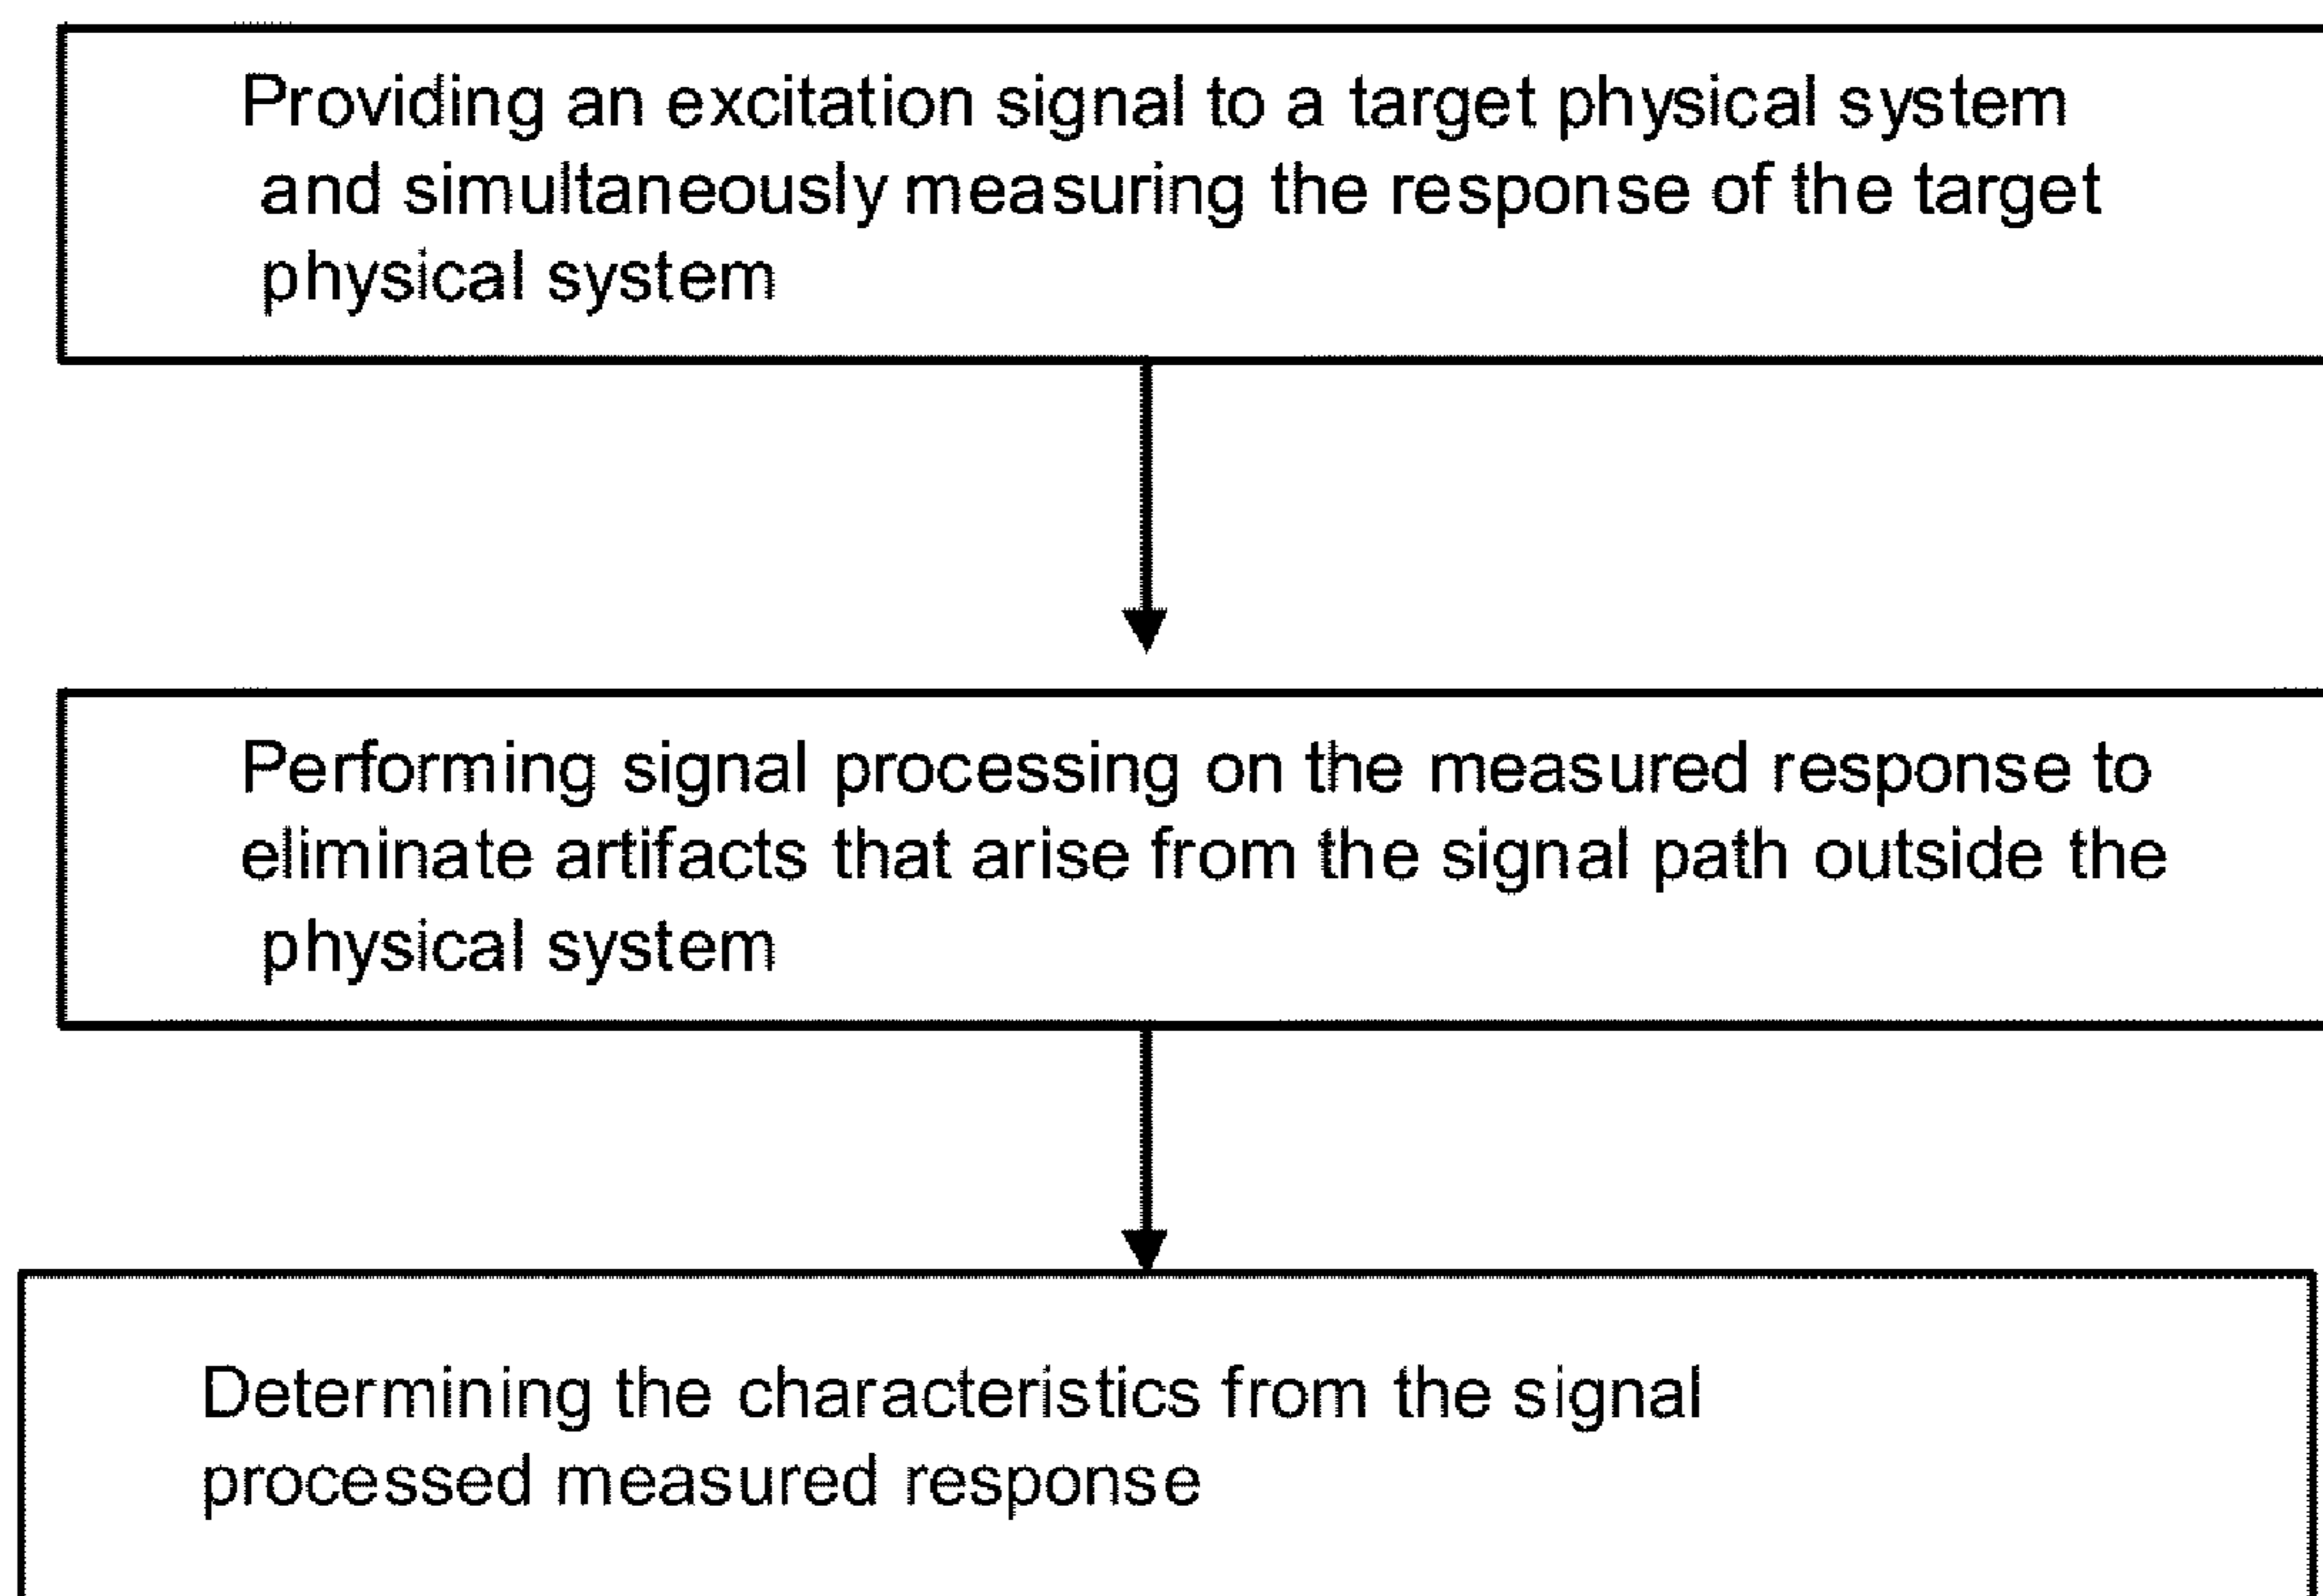 Providing an excitation signal to a target physical system
and simultaneously measuring the response of the target
physical system
Performing signal processing on the measured response to
eliminate artifacts that arise from the signal path outside the
physical system
Determining the characteristics from the signal
processed measured response